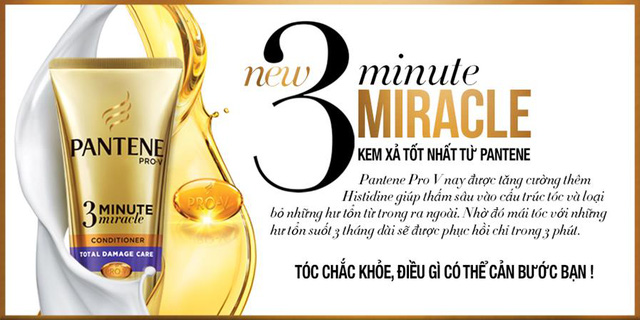 PANTENE
PRO-V
3 MINUTE
miracle
CONDITIONER
TOTAL DAMAGE CARE
PRO-V
new 3 minute
MIRACLE
KEM XẢ TỐT NHẤT TỪ PANTENE
Pantene Pro V nay được tăng cường thêm
Histidine giúp thấm sâu vào cấu trúc tóc và loại
bỏ những hư tổn từ trong ra ngoài. Nhờ đó mái tóc với những
hư tổn suốt 3 tháng dài sẽ được phục hồi chỉ trong 3 phút.
TÓC CHẮC KHỎE, ĐIỀU GÌ CÓ THỂ CẢN BƯỚC BẠN !